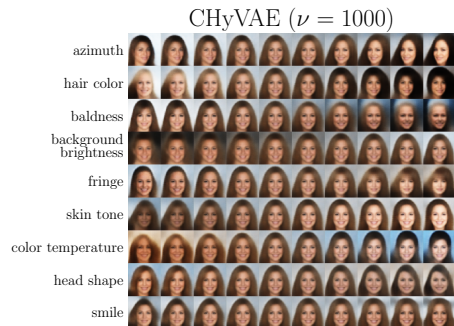 CHyVAE (ν = 1000)
azimuth
hair color
baldness
background
brightness
fringe
skin tone
color temperature
head shape
smile